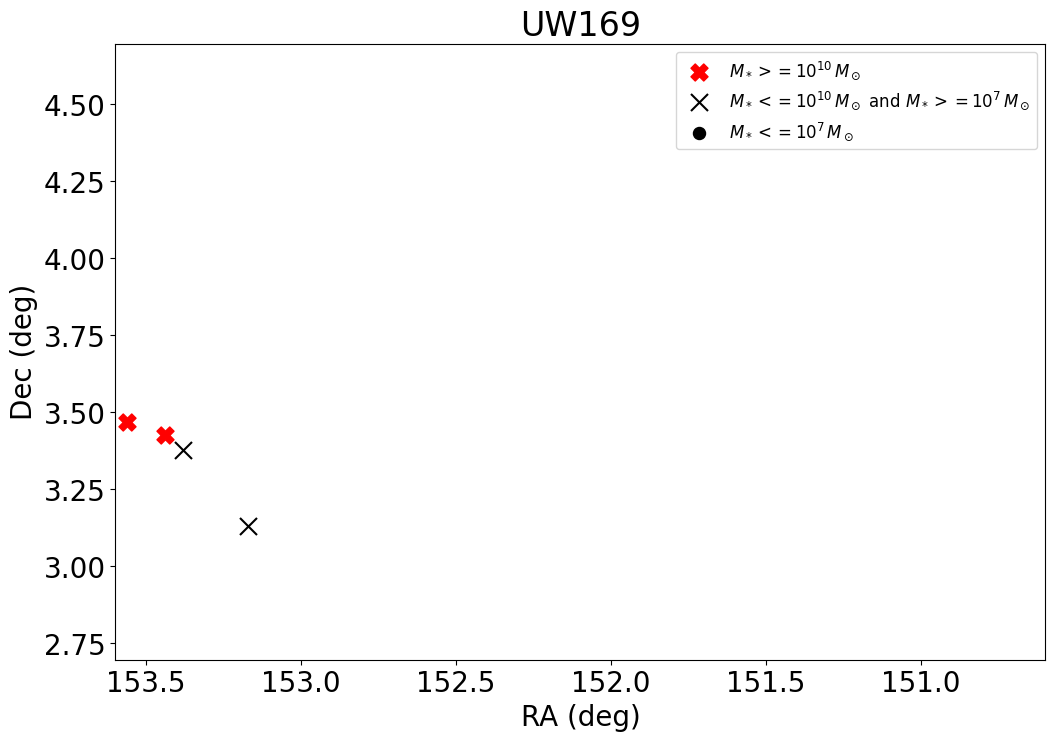 UW169
M* >= 10^10 M⊙
M* <= 10^10 M⊙ and M* >= 10^7 M⊙
M* <= 10^7 M⊙
4.50
4.25
4.00
3.75
3.50
3.25
3.00
2.75
Dec (deg)
153.5 153.0 152.5 152.0 151.5 151.0
RA (deg)